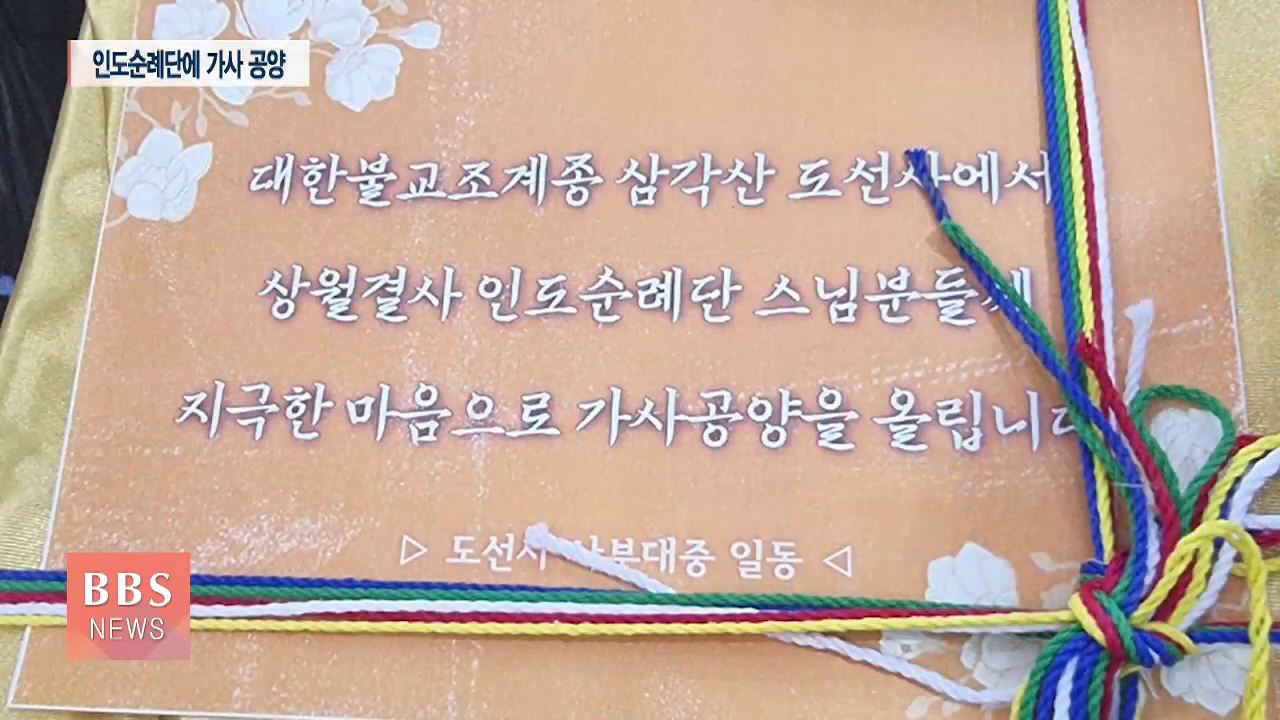 인도순례단에 가사 공양
대한불교조계종 삼각산 도선사에서
상월결사 인도순례단 스님분들께
지극한 마음으로 가사공양을 올립니다
▷ 도선사 대중 일동 ◁
BBS
NEWS